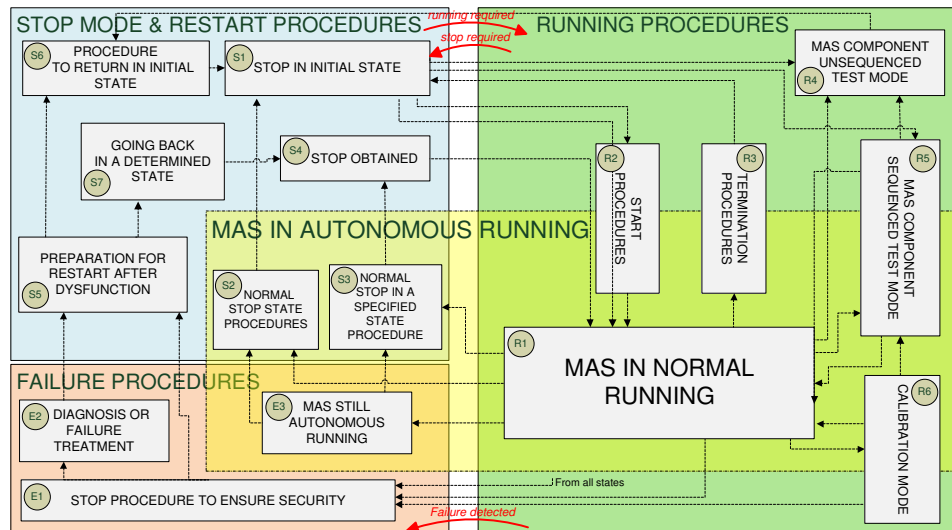 STOP MODE & RESTART PROCEDURES
running required
stop required
RUNNING PROCEDURES
S6
PROCEDURE
TO RETURN IN INITIAL
STATE
S1
STOP IN INITIAL STATE
MAS COMPONENT
UNSEQUENCED
TEST MODE
R4
GOING BACK
IN A DETERMINED
STATE
S7
S4
STOP OBTAINED
R2
START
PROCEDURES
R3
TERMINATION
PROCEDURES
R5
MAS COMPONENT
SEQUENCED TEST
MODE
MAS IN AUTONOMOUS RUNNING
PREPARATION FOR
RESTART AFTER
DYSFUNCTION
S5
S2
NORMAL
STOP STATE
PROCEDURES
S3
NORMAL
STOP IN A
SPECIFIED
STATE
PROCEDURE
R1
MAS IN NORMAL
RUNNING
FAILURE PROCEDURES
E2
DIAGNOSIS OR
FAILURE
TREATMENT
E3
MAS STILL
AUTONOMOUS
RUNNING
R6
CALIBRATION
MODE
E1
STOP PROCEDURE TO ENSURE SECURITY
From all states
Failure detected